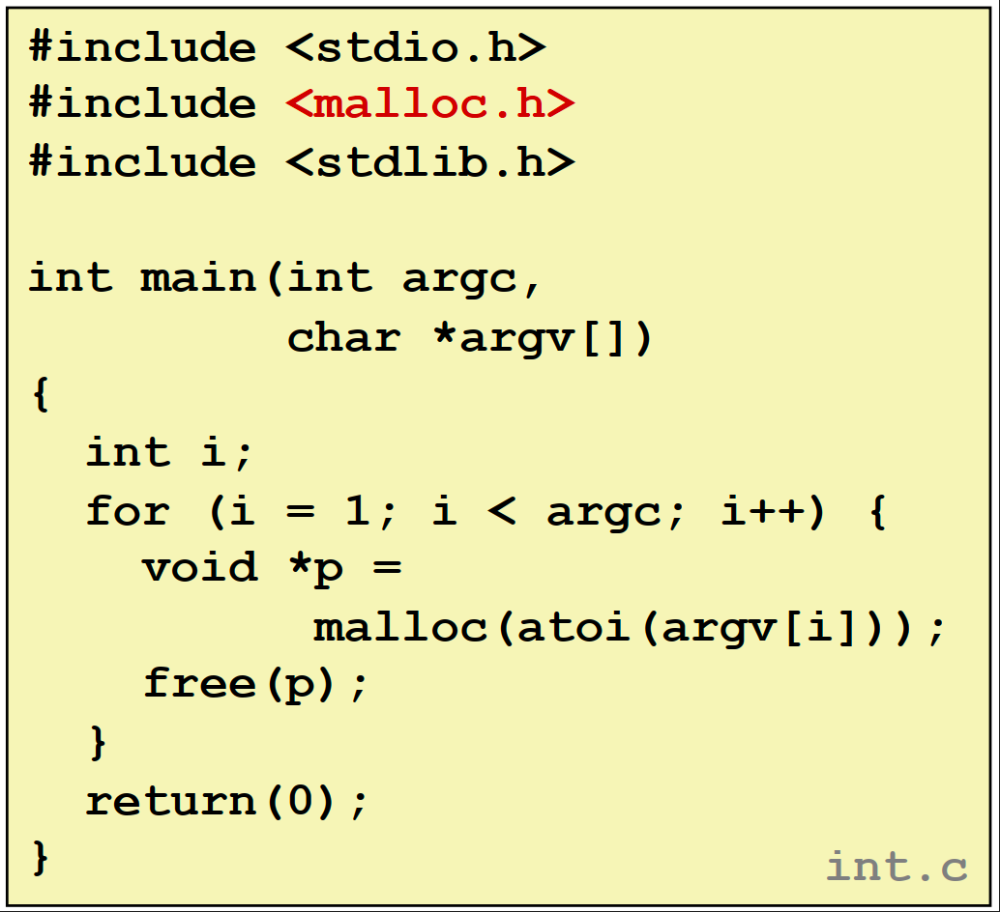 #include <stdio.h>
#include <malloc.h>
#include <stdlib.h>

int main(int argc,
         char *argv[])
{
  int i;
  for (i = 1; i < argc; i++) {
    void *p =
          malloc(atoi(argv[i]));
    free(p);
  }
  return(0);
}
int.c